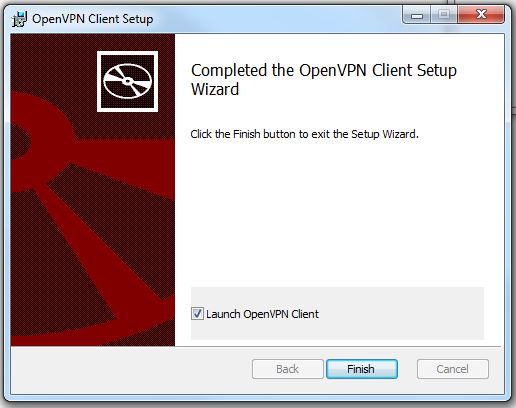 OpenVPN Client Setup
Completed the OpenVPN Client Setup
Wizard
Click the Finish button to exit the Setup Wizard.
Launch OpenVPN Client
Back
Finish
Cancel